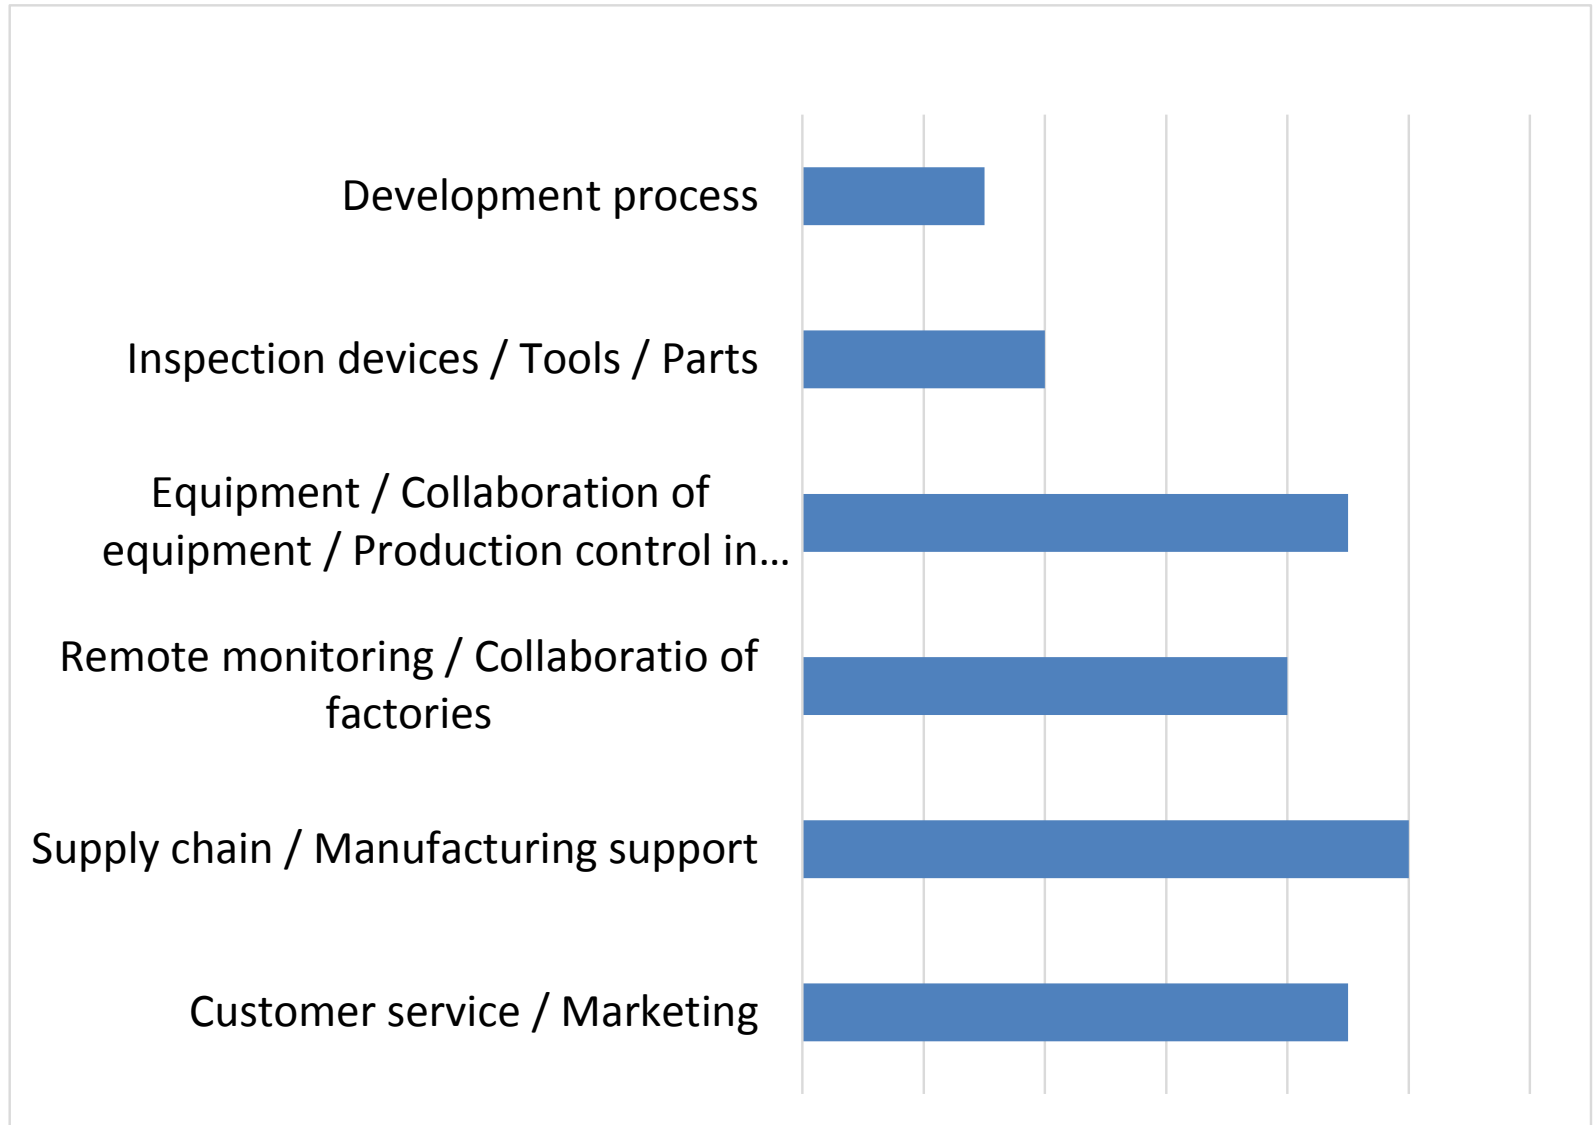 Development process
Inspection devices / Tools / Parts
Equipment / Collaboration of
equipment / Production control in...
Remote monitoring / Collaboratio of
factories
Supply chain / Manufacturing support
Customer service / Marketing